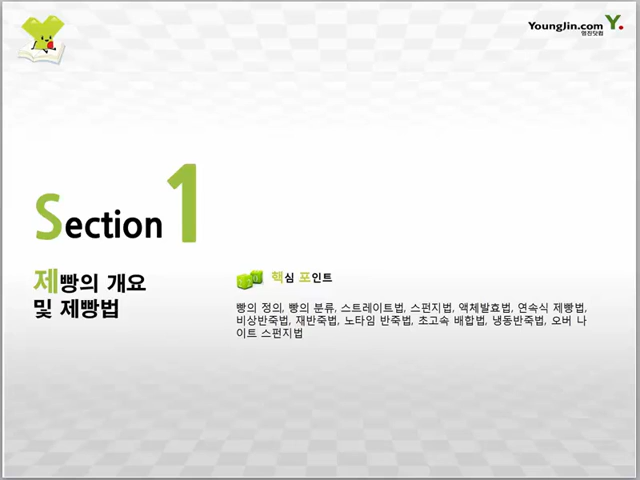 YoungJin.com Y.
영진닷컴
Section 1
제빵의 개요
및 제빵법
핵심 포인트
빵의 정의, 빵의 분류, 스트레이트법, 스펀지법, 액체발효법, 연속식 제빵법,
비상반죽법, 재반죽법, 노타임 반죽법, 초고속 배합법, 냉동반죽법, 오버 나
이트 스펀지법